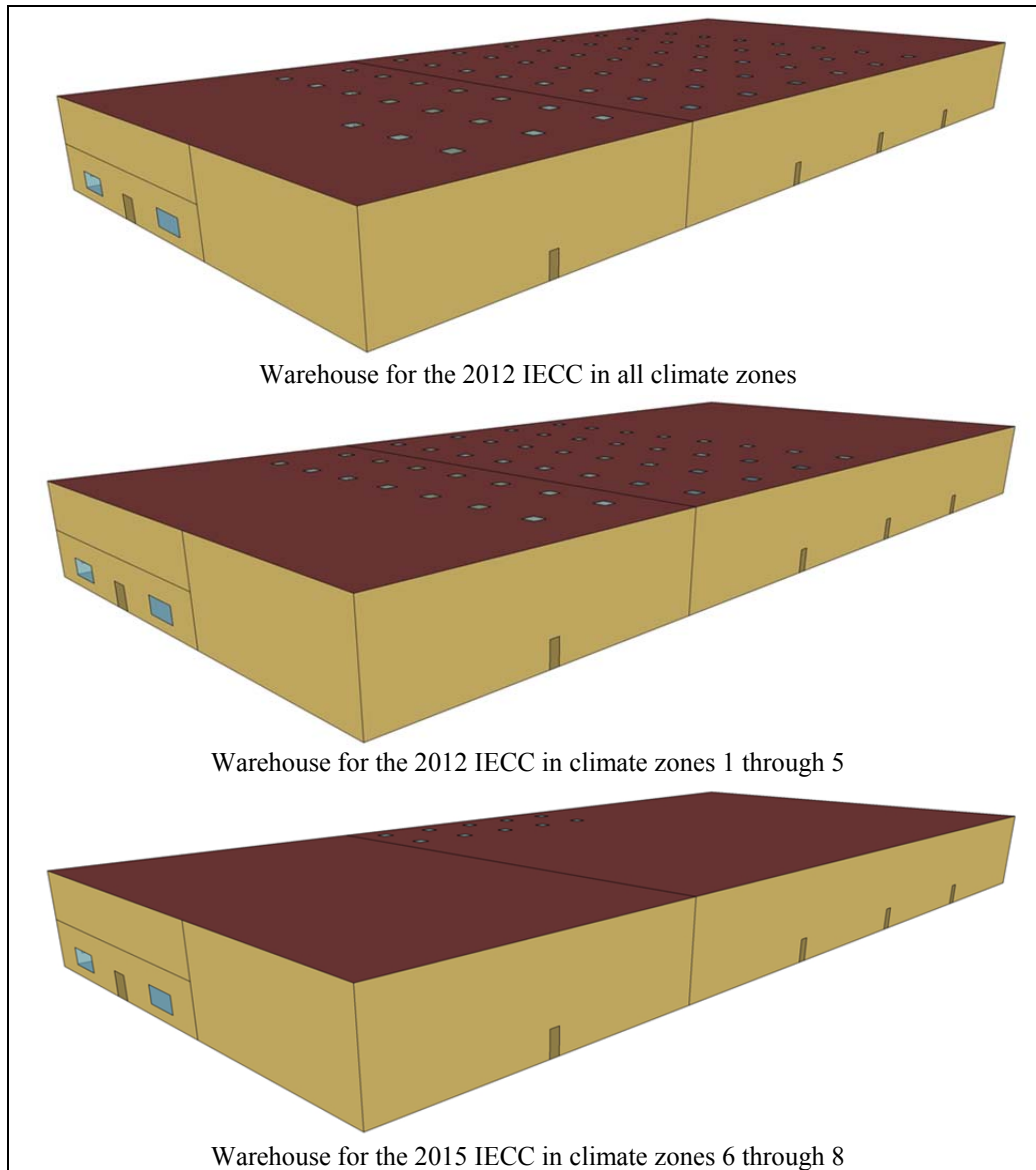 Warehouse for the 2012 IECC in all climate zones
Warehouse for the 2012 IECC in climate zones 1 through 5
Warehouse for the 2015 IECC in climate zones 6 through 8